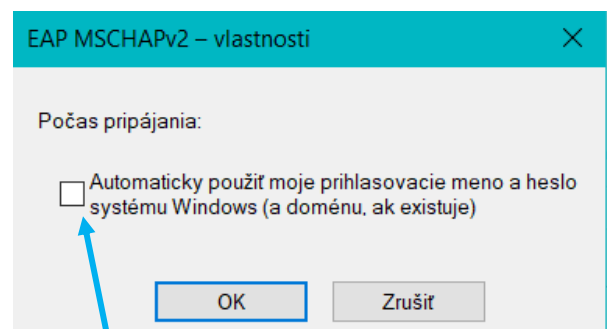 EAP MSCHAPv2 – vlastnosti
Počas pripájania:
Automaticky použiť moje prihlasovacie meno a heslo
systému Windows (a doménu, ak existuje)
OK Zrušiť